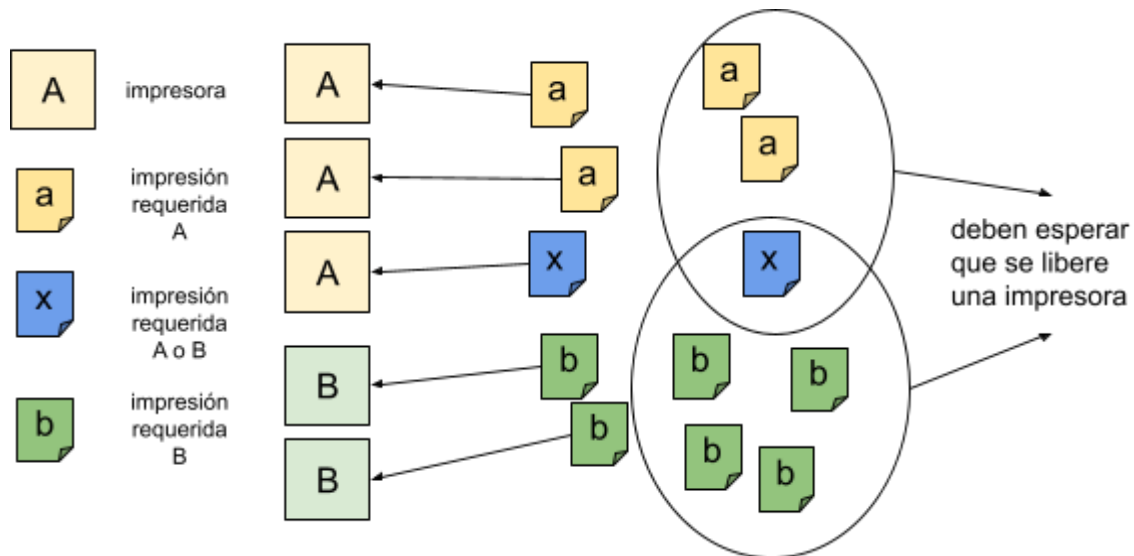 A
impresora
a
impresión
requerida
A
x
impresión
requerida
A o B
b
impresión
requerida
B
A
a
A
a
A
x
B
b
B
b
a
a
x
b
b
b
b
deben esperar
que se libere
una impresora